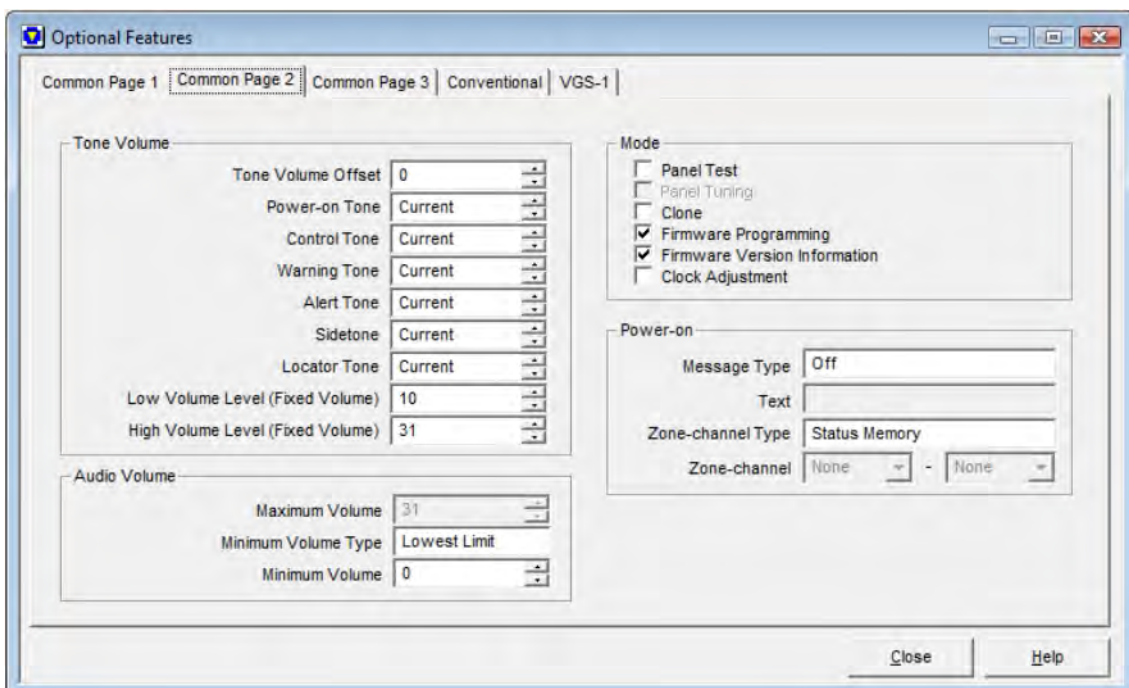 Optional Features
Common Page 1 Common Page 2 Common Page 3 Conventional VGS-1
Tone Volume
Tone Volume Offset 0
Power-on Tone Current
Control Tone Current
Warning Tone Current
Alert Tone Current
Sidetone Current
Locator Tone Current
Low Volume Level (Fixed Volume) 10
High Volume Level (Fixed Volume) 31
Audio Volume
Maximum Volume 31
Minimum Volume Type Lowest Limit
Minimum Volume 0
Mode
Panel Test
Panel Tuning
Clone
Firmware Programming
Firmware Version Information
Clock Adjustment
Power-on
Message Type Off
Text
Zone-channel Type Status Memory
Zone-channel None - None
Close Help